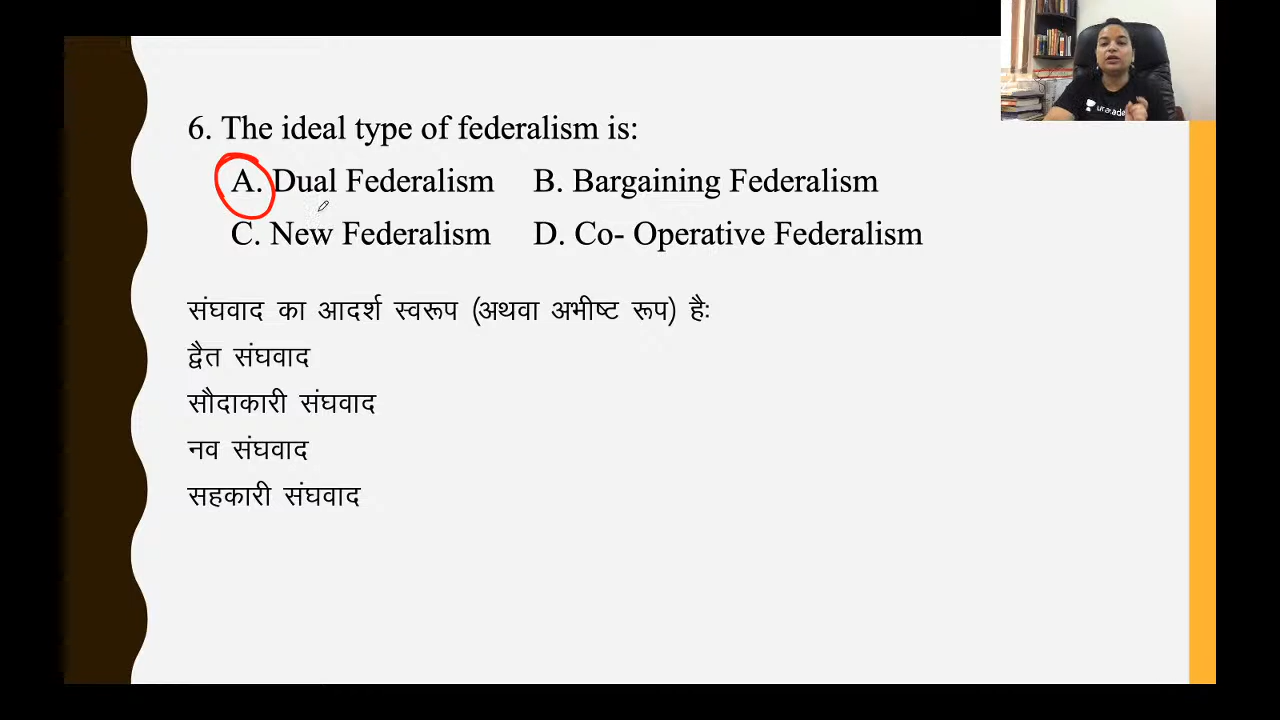 6. The ideal type of federalism is:
A. Dual Federalism B. Bargaining Federalism
C. New Federalism D. Co- Operative Federalism
संघवाद का आदर्श स्वरूप (अथवा अभीष्ट रूप) है:
द्वैत संघवाद
सौदाकारी संघवाद
नव संघवाद
सहकारी संघवाद